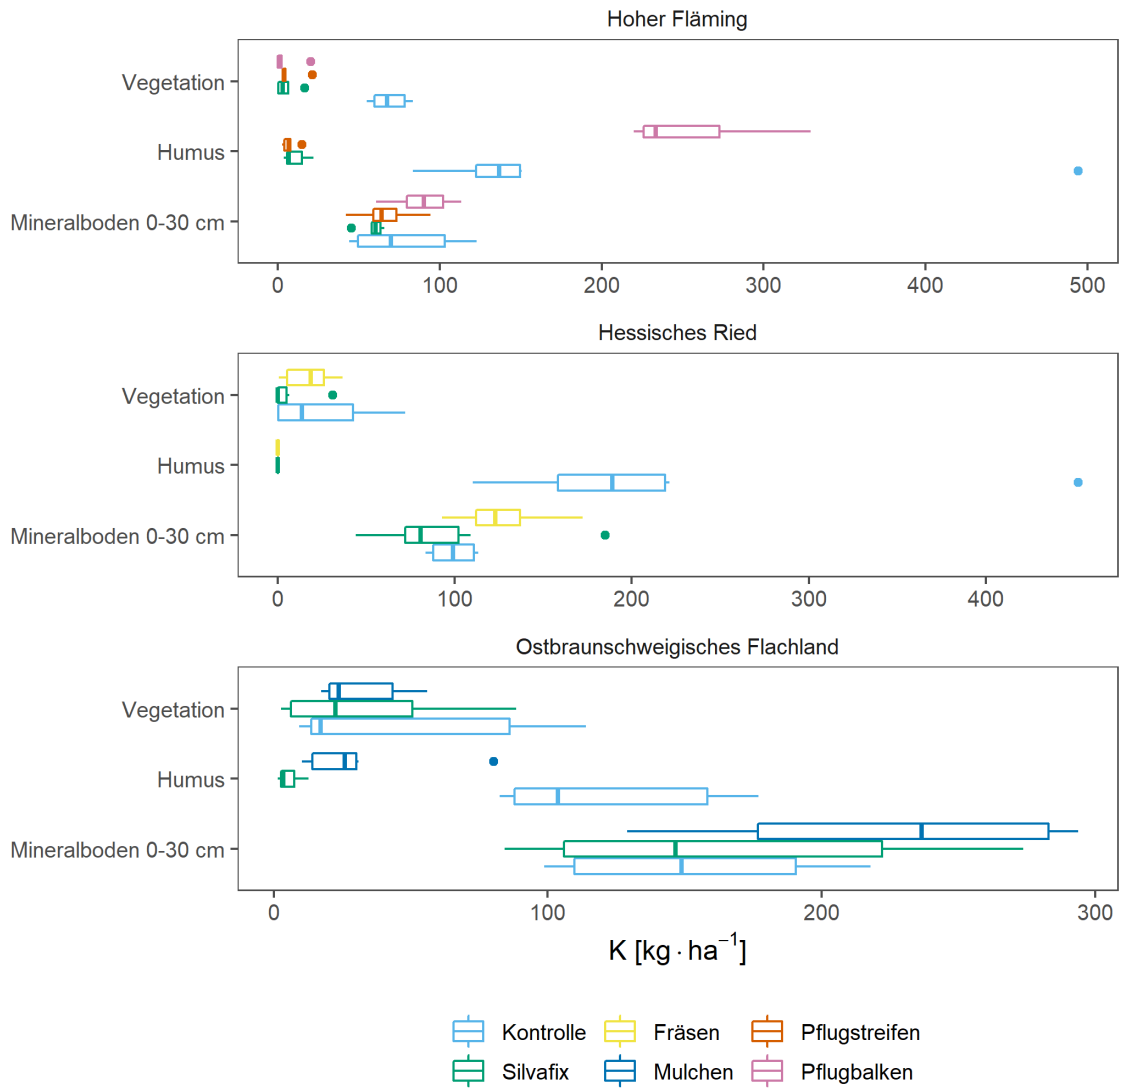 Hoher Fläming
Vegetation
Humus
Mineralboden 0-30 cm
0 100 200 300 400 500
Hessisches Ried
Vegetation
Humus
Mineralboden 0-30 cm
0 100 200 300 400
Ostbraunschweigisches Flachland
Vegetation
Humus
Mineralboden 0-30 cm
0 100 200 300
K [kg · ha⁻¹]
Kontrolle Fräsen Pflugstreifen
Silvafix Mulchen Pflugbalken